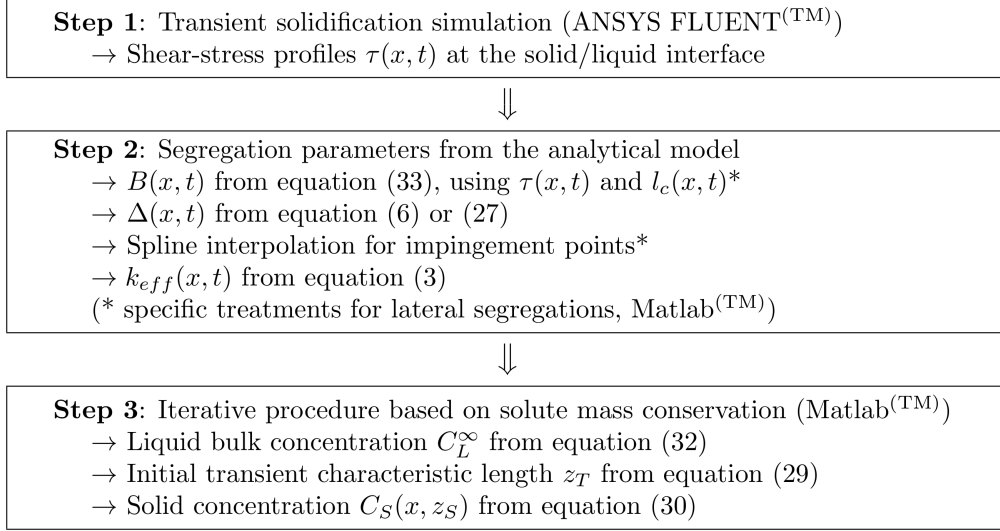 Step 1: Transient solidification simulation (ANSYS FLUENT(TM))
→ Shear-stress profiles τ(x, t) at the solid/liquid interface
⇓
Step 2: Segregation parameters from the analytical model
→ B(x, t) from equation (33), using τ(x, t) and l_c(x, t)*
→ Δ(x, t) from equation (6) or (27)
→ Spline interpolation for impingement points*
→ k_eff(x, t) from equation (3)
(* specific treatments for lateral segregations, Matlab(TM))
⇓
Step 3: Iterative procedure based on solute mass conservation (Matlab(TM))
→ Liquid bulk concentration C_L^∞ from equation (32)
→ Initial transient characteristic length z_T from equation (29)
→ Solid concentration C_S(x, z_S) from equation (30)